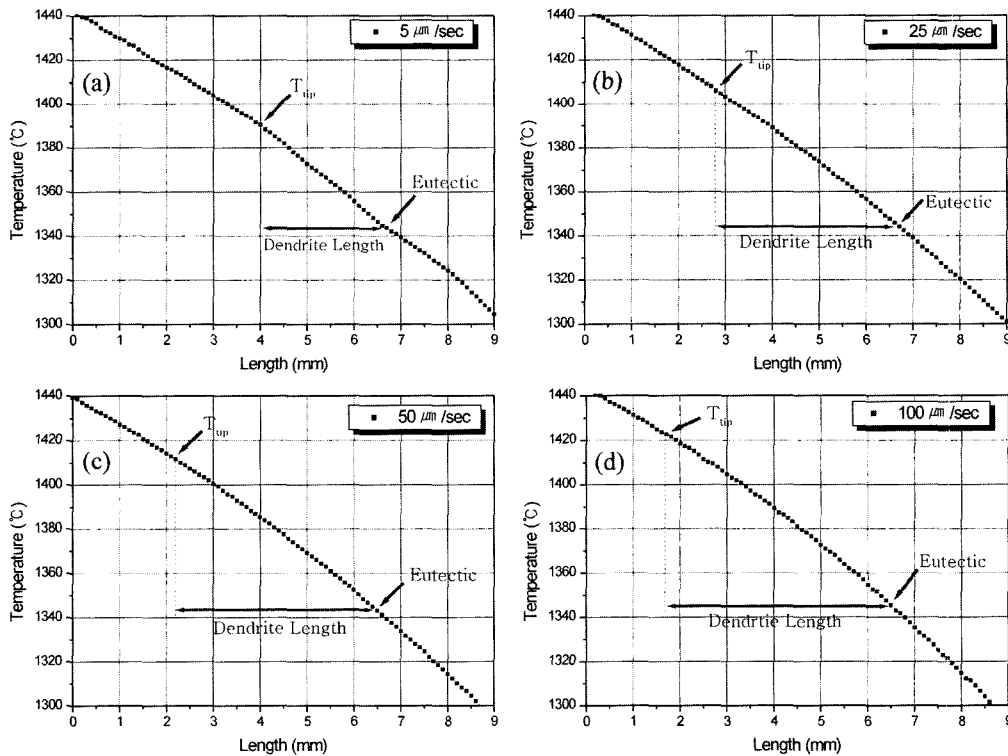 1440
1420
1400
1380
1360
1340
1320
1300
Temperature (℃)
(a)
5 ㎛ /sec
T tip
Eutectic
Dendrite Length
0 1 2 3 4 5 6 7 8 9
Length (mm)
1440
1420
1400
1380
1360
1340
1320
1300
Temperature (℃)
(b)
25 ㎛ /sec
T tip
Eutectic
Dendrite Length
0 1 2 3 4 5 6 7 8 9
Length (mm)
1440
1420
1400
1380
1360
1340
1320
1300
Temperature (℃)
(c)
50 ㎛ /sec
T tip
Eutectic
Dendrite Length
0 1 2 3 4 5 6 7 8 9
Length (mm)
1440
1420
1400
1380
1360
1340
1320
1300
Temperature (℃)
(d)
100 ㎛ /sec
T tip
Eutectic
Dendrtie Length
0 1 2 3 4 5 6 7 8 9
Length (mm)